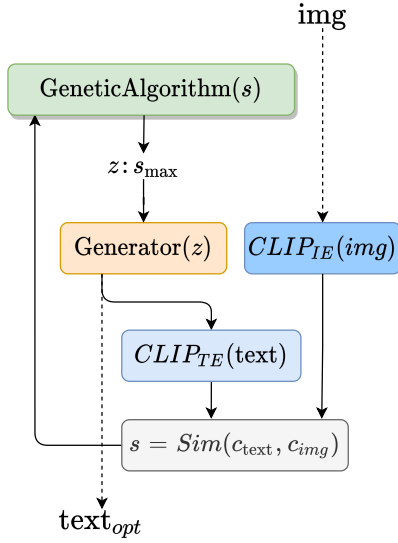 img
GeneticAlgorithm(s)
z: s_max
Generator(z)
CLIP_IE(img)
CLIP_TE(text)
s = Sim(c_text, c_img)
text_opt